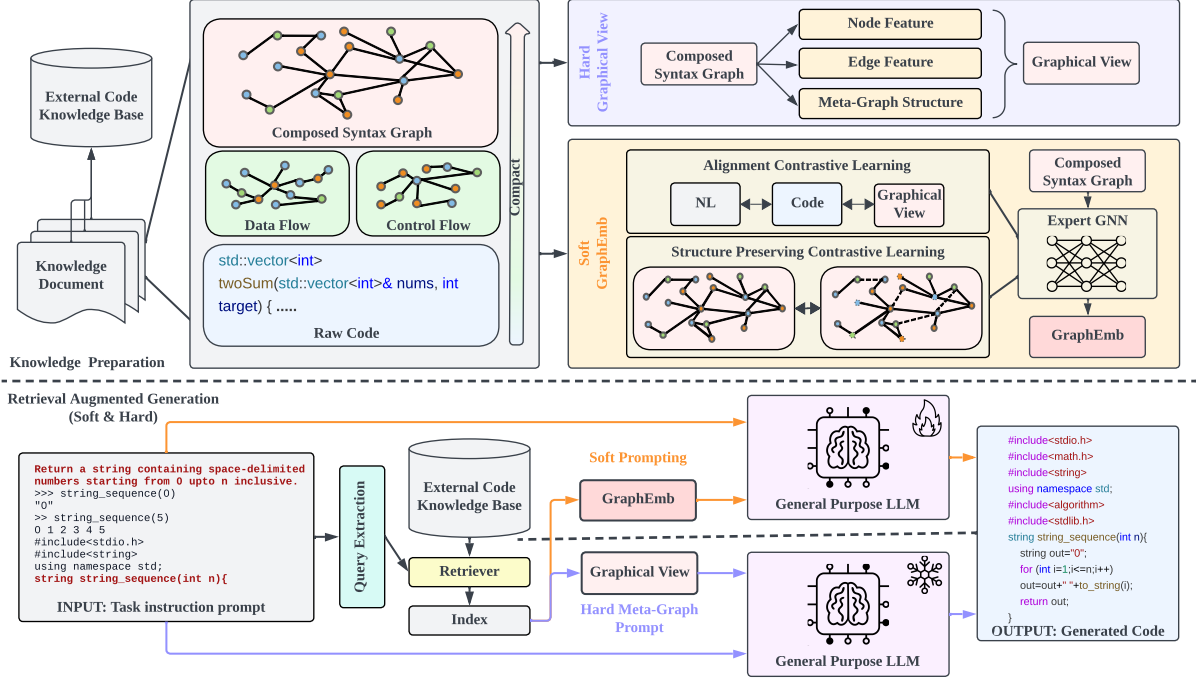 External Code
Knowledge Base
Knowledge
Document
Knowledge Preparation
Composed Syntax Graph
Data Flow
Control Flow
std::vector<int>
twoSum(std::vector<int>& nums, int
target) { .....
Raw Code
Compact
Hard
Graphical View
Composed
Syntax Graph
Node Feature
Edge Feature
Meta-Graph Structure
Graphical View
Soft
GraphEmb
Alignment Contrastive Learning
NL
Code
Graphical
View
Structure Preserving Contrastive Learning
Composed
Syntax Graph
Expert GNN
GraphEmb
Retrieval Augmented Generation
(Soft & Hard)
Return a string containing space-delimited
numbers starting from 0 upto n inclusive.
>>> string_sequence(0)
"0"
>> string_sequence(5)
0 1 2 3 4 5
#include<stdio.h>
#include<string>
using namespace std;
string string_sequence(int n){
INPUT: Task instruction prompt
Query Extraction
External Code
Knowledge Base
Retriever
Index
Soft Prompting
GraphEmb
Graphical View
Hard Meta-Graph
Prompt
General Purpose LLM
General Purpose LLM
#include<stdio.h>
#include<math.h>
#include<string>
using namespace std;
#include<algorithm>
#include<stdlib.h>
string string_sequence(int n){
string out="0";
for (int i=1;i<=n;i++)
out=out+" "+to_string(i);
return out;
}
OUTPUT: Generated Code